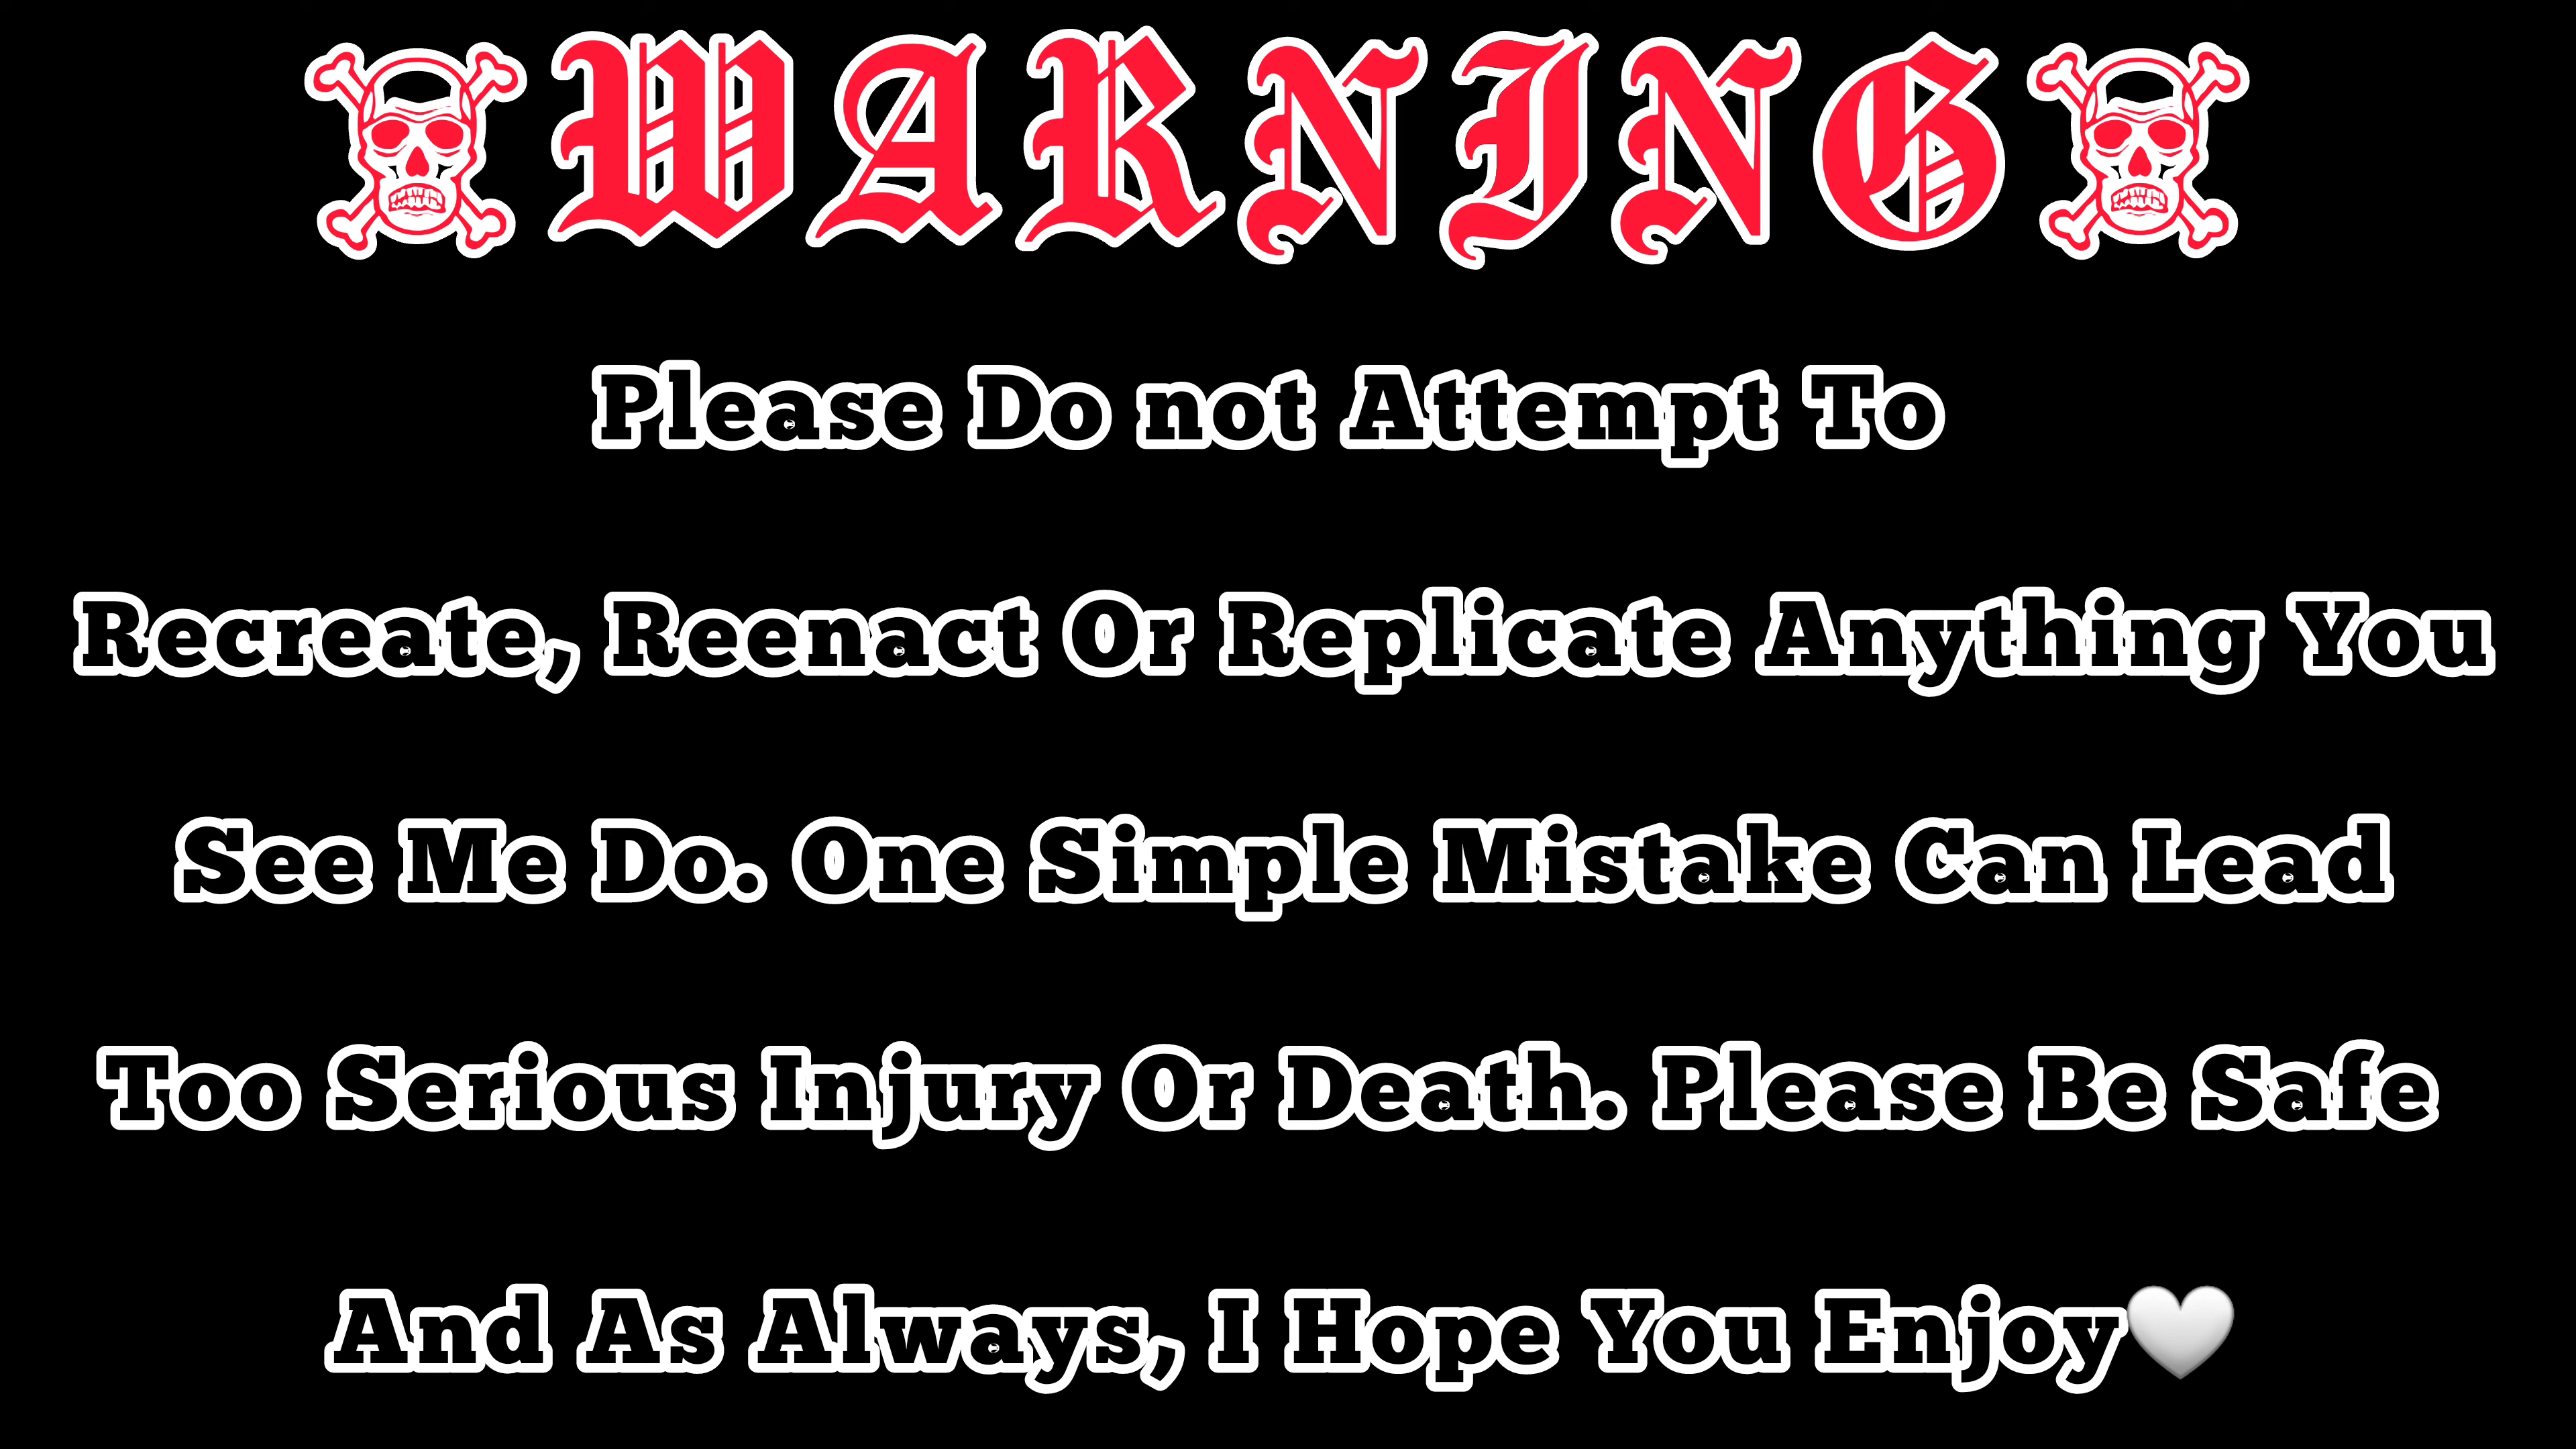 WARNING
Please Do not Attempt To
Recreate, Reenact Or Replicate Anything You
See Me Do. One Simple Mistake Can Lead
Too Serious Injury Or Death. Please Be Safe
And As Always, I Hope You Enjoy🤍